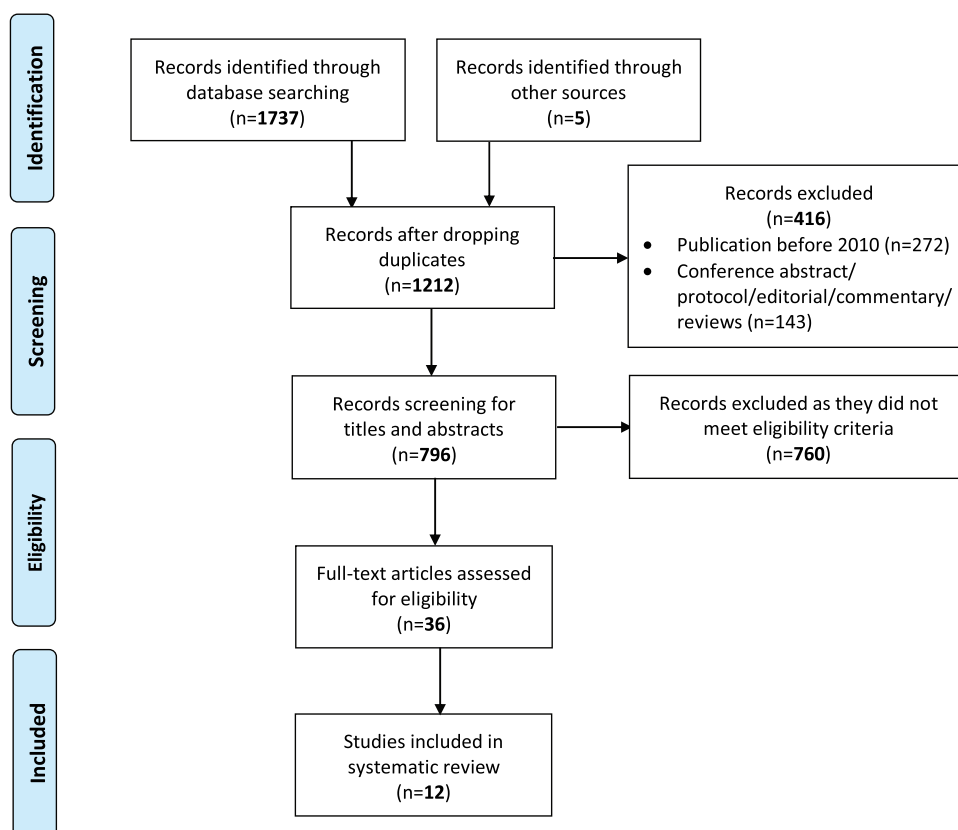 Identification
Records identified through
database searching
(n=1737)
Records identified through
other sources
(n=5)
Records after dropping
duplicates
(n=1212)
Records excluded
(n=416)
• Publication before 2010 (n=272)
• Conference abstract/
protocol/editorial/commentary/
reviews (n=143)
Screening
Records screening for
titles and abstracts
(n=796)
Records excluded as they did not
meet eligibility criteria
(n=760)
Eligibility
Full-text articles assessed
for eligibility
(n=36)
Included
Studies included in
systematic review
(n=12)